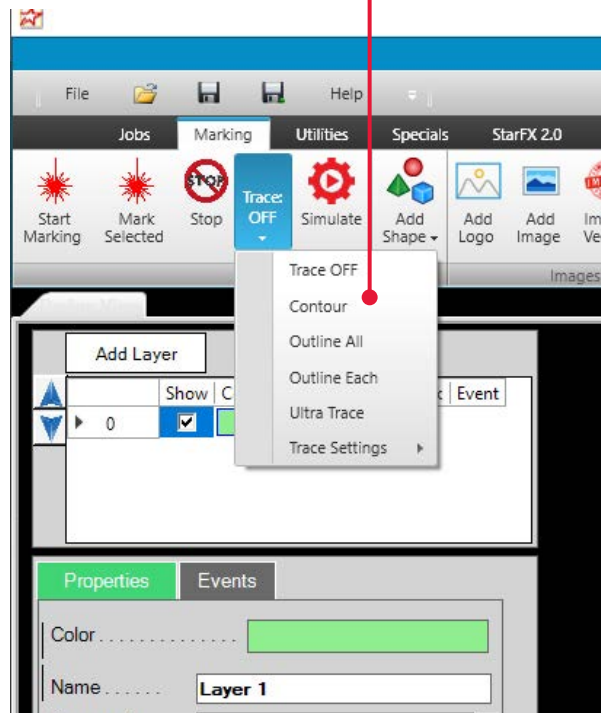 File Help
Jobs Marking Utilities Specials StarFX 2.0
Start Marking
Mark Selected
STOP
Stop
Trace: OFF
Simulate
Add Shape
Add Logo
Add Image
Images
Trace OFF
Contour
Outline All
Outline Each
Ultra Trace
Trace Settings
Add Layer
Show C Event
0
Properties Events
Color
Name Layer 1